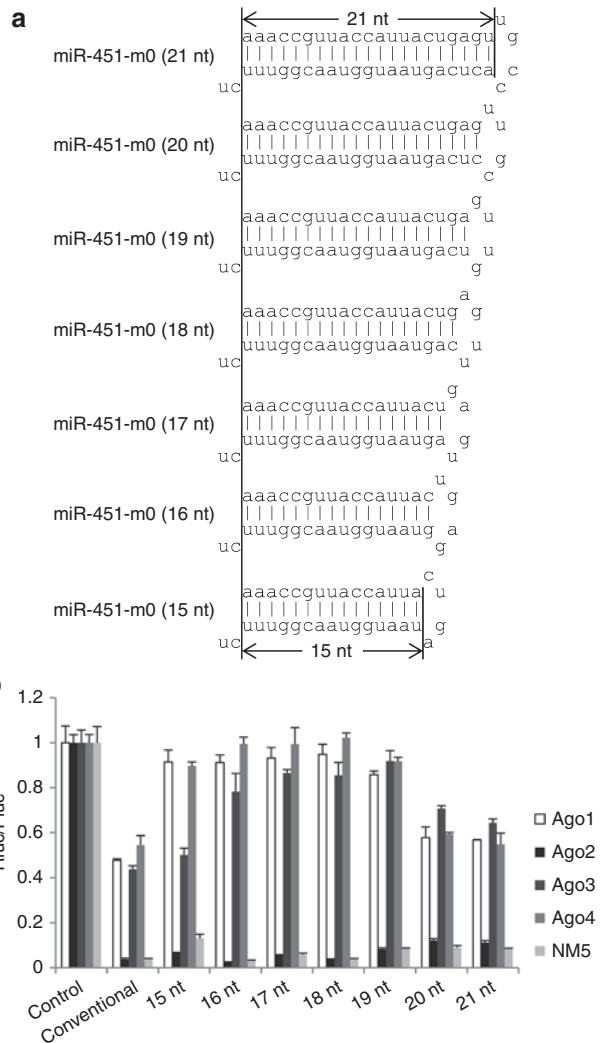 a
21 nt
u
aaaccguuaccauuacugagu g
miR-451-m0 (21 nt)
uuuggcaaugguaaugacuca c
uc c
u
aaaccguuaccauuacugag u
miR-451-m0 (20 nt)
uuuggcaaugguaaugacuc g
uc c
g
aaaccguuaccauuacuga u
miR-451-m0 (19 nt)
uuuggcaaugguaaugacu u
uc g
a
aaaccguuaccauuacug g
miR-451-m0 (18 nt)
uuuggcaaugguaaugac u
uc u
g
aaaccguuaccauuacu a
miR-451-m0 (17 nt)
uuuggcaaugguaauga g
uc u
u
aaaccguuaccauuac g
miR-451-m0 (16 nt)
uuuggcaaugguaaug a
uc g
c
aaaccguuaccauua u
miR-451-m0 (15 nt)
uuuggcaaugguaau g
uc a
15 nt
1.2
1
0.8
0.6
0.4
0.2
0
Control
Conventional
15 nt
16 nt
17 nt
18 nt
19 nt
20 nt
21 nt
Ago1
Ago2
Ago3
Ago4
NM5